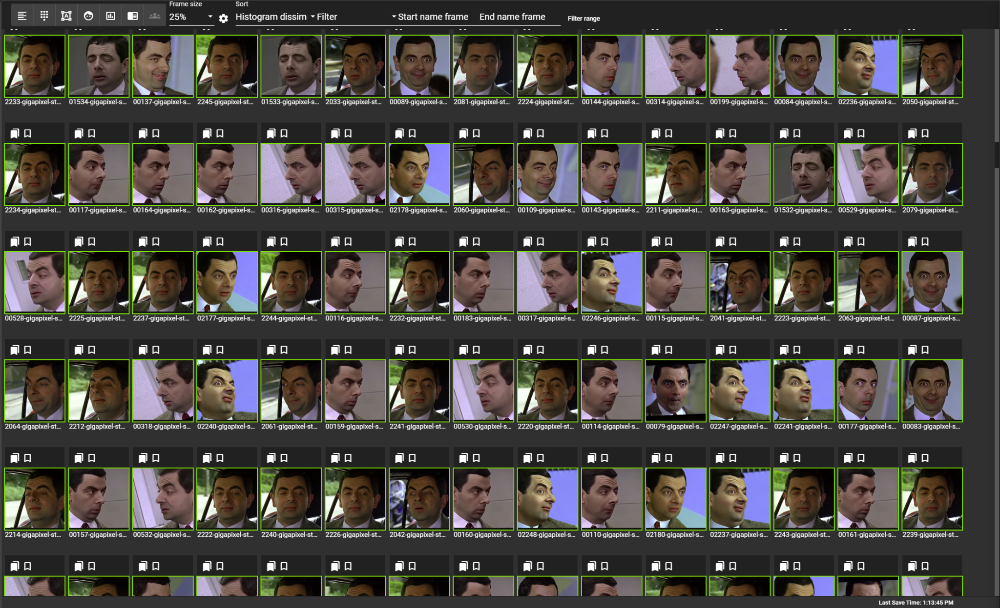 Frame size
Sort
25%
Histogram dissim
Filter
Start name frame
End name frame
Filter range
2233-gigapixel-st...
01534-gigapixel-s...
00137-gigapixel-s...
2245-gigapixel-st...
01533-gigapixel-s...
2033-gigapixel-st...
00089-gigapixel-s...
2081-gigapixel-st...
2224-gigapixel-st...
00144-gigapixel-s...
00314-gigapixel-s...
00199-gigapixel-s...
00084-gigapixel-s...
02236-gigapixel-s...
2050-gigapixel-st...
2234-gigapixel-st...
00117-gigapixel-s...
00164-gigapixel-s...
00162-gigapixel-s...
00316-gigapixel-s...
00315-gigapixel-s...
02178-gigapixel-s...
2060-gigapixel-st...
00109-gigapixel-s...
00143-gigapixel-s...
2211-gigapixel-st...
00163-gigapixel-s...
01532-gigapixel-s...
00529-gigapixel-s...
2079-gigapixel-st...
00528-gigapixel-s...
2225-gigapixel-st...
2237-gigapixel-st...
02177-gigapixel-s...
2244-gigapixel-st...
00116-gigapixel-s...
2232-gigapixel-st...
00183-gigapixel-s...
00317-gigapixel-s...
02246-gigapixel-s...
00115-gigapixel-s...
2041-gigapixel-st...
2223-gigapixel-st...
2063-gigapixel-st...
00087-gigapixel-s...
2064-gigapixel-st...
2212-gigapixel-st...
00318-gigapixel-s...
02240-gigapixel-s...
2061-gigapixel-st...
00159-gigapixel-s...
2241-gigapixel-st...
00530-gigapixel-s...
2220-gigapixel-st...
00114-gigapixel-s...
00079-gigapixel-s...
02247-gigapixel-s...
02241-gigapixel-s...
00177-gigapixel-s...
00083-gigapixel-s...
2214-gigapixel-st...
00157-gigapixel-s...
00532-gigapixel-s...
2222-gigapixel-st...
2240-gigapixel-st...
2226-gigapixel-st...
2042-gigapixel-st...
00160-gigapixel-s...
02248-gigapixel-s...
00110-gigapixel-s...
02180-gigapixel-s...
02237-gigapixel-s...
2243-gigapixel-st...
00161-gigapixel-s...
2239-gigapixel-st...
Last Save Time: 1:13:45 PM